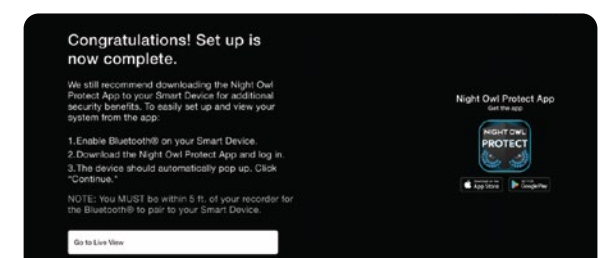 Congratulations! Set up is
now complete.
We still recommend downloading the Night Owl
Protect App to your Smart Device for additional
security benefits. To easily set up and view your
system from the app:
1.Enable Bluetooth® on your Smart Device.
2.Download the Night Owl Protect App and log in.
3.The device should automatically pop up. Click
"Continue."
NOTE: You MUST be within 5 ft. of your recorder for
the Bluetooth® to pair to your Smart Device.
Go to Live View
Night Owl Protect App
Get the app
NIGHT OWL
PROTECT
App Store
Google Play